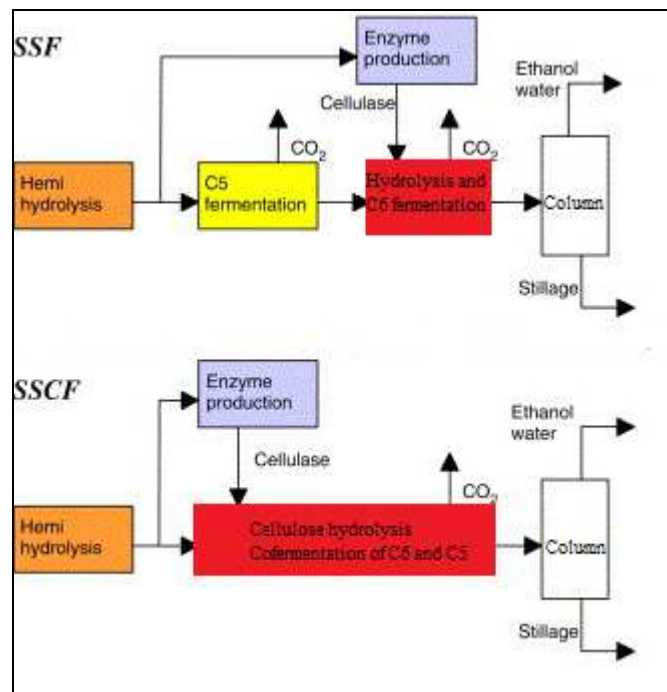 SSF
Enzyme
production
Ethanol
water
Cellulase
CO2
CO2
Hemi
hydrolysis
C5
fermentation
Hydrolysis and
C6 fermentation
Column
Stillage
SSCF
Enzyme
production
Ethanol
water
Cellulase
CO2
Hemi
hydrolysis
Cellulose hydrolysis
Cofermentation of C6 and C5
Column
Stillage